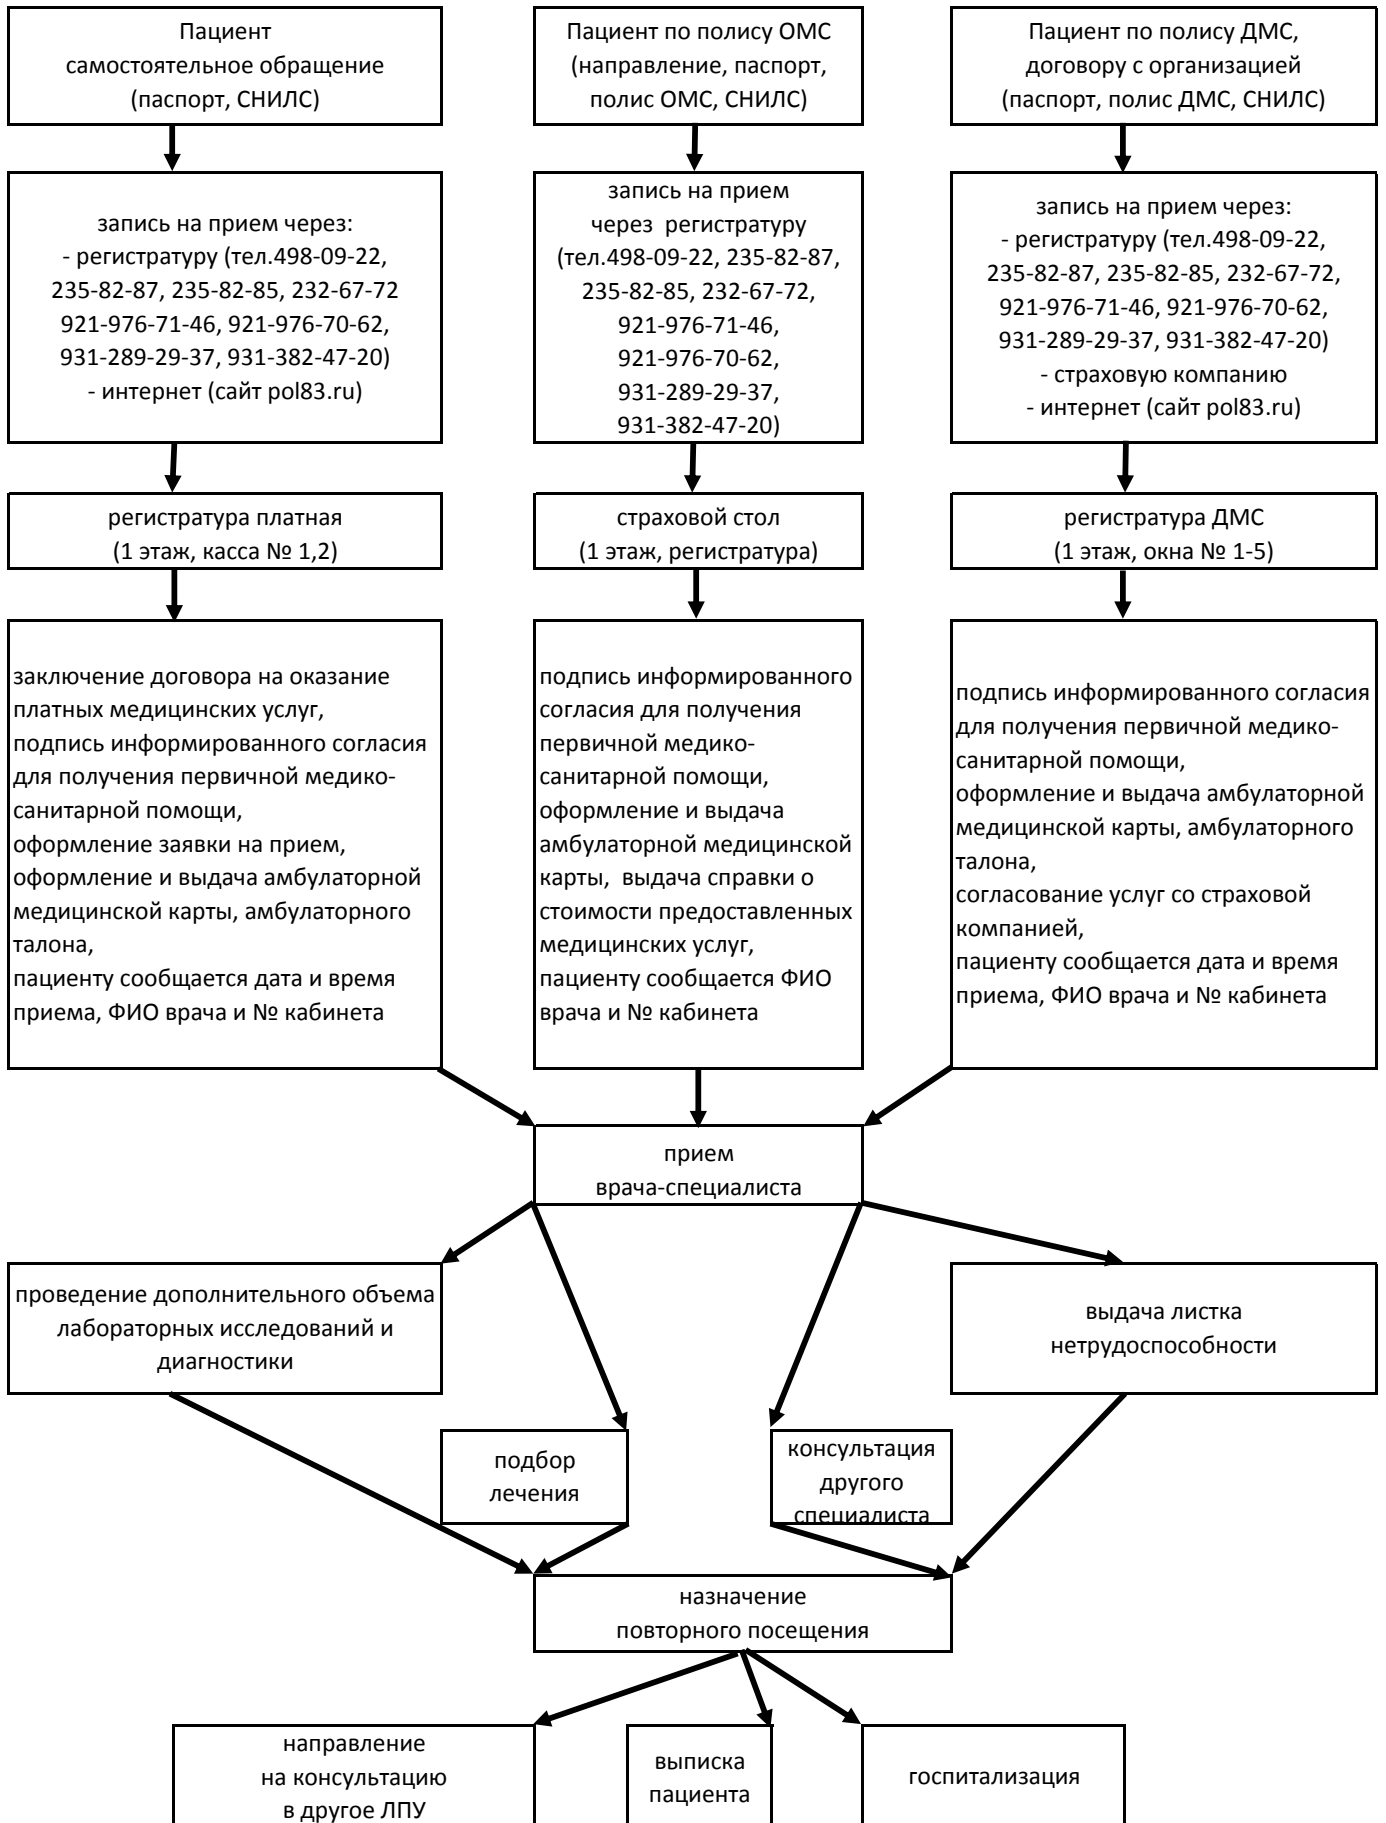 Пациент
самостоятельное обращение
(паспорт, СНИЛС)
Пациент по полису ОМС
(направление, паспорт,
полис ОМС, СНИЛС)
Пациент по полису ДМС,
договору с организацией
(паспорт, полис ДМС, СНИЛС)
запись на прием через:
- регистратуру (тел.498-09-22,
235-82-87, 235-82-85, 232-67-72
921-976-71-46, 921-976-70-62,
931-289-29-37, 931-382-47-20)
- интернет (сайт pol83.ru)
запись на прием
через  регистратуру
(тел.498-09-22, 235-82-87,
235-82-85, 232-67-72,
921-976-71-46,
921-976-70-62,
931-289-29-37,
931-382-47-20)
запись на прием через:
- регистратуру (тел.498-09-22,
235-82-87, 235-82-85, 232-67-72,
921-976-71-46, 921-976-70-62,
931-289-29-37, 931-382-47-20)
- страховую компанию
- интернет (сайт pol83.ru)
регистратура платная
(1 этаж, касса № 1,2)
страховой стол
(1 этаж, регистратура)
регистратура ДМС
(1 этаж, окна № 1-5)
заключение договора на оказание
платных медицинских услуг,
подпись информированного согласия
для получения первичной медико-
санитарной помощи,
оформление заявки на прием,
оформление и выдача амбулаторной
медицинской карты, амбулаторного
талона,
пациенту сообщается дата и время
приема, ФИО врача и № кабинета
подпись информированного
согласия для получения
первичной медико-
санитарной помощи,
оформление и выдача
амбулаторной медицинской
карты,  выдача справки о
стоимости предоставленных
медицинских услуг,
пациенту сообщается ФИО
врача и № кабинета
подпись информированного согласия
для получения первичной медико-
санитарной помощи,
оформление и выдача амбулаторной
медицинской карты, амбулаторного
талона,
согласование услуг со страховой
компанией,
пациенту сообщается дата и время
приема, ФИО врача и № кабинета
прием
врача-специалиста
проведение дополнительного объема
лабораторных исследований и
диагностики
выдача листка
нетрудоспособности
подбор
лечения
консультация
другого
специалиста
назначение
повторного посещения
направление
на консультацию
в другое ЛПУ
выписка
пациента
госпитализация